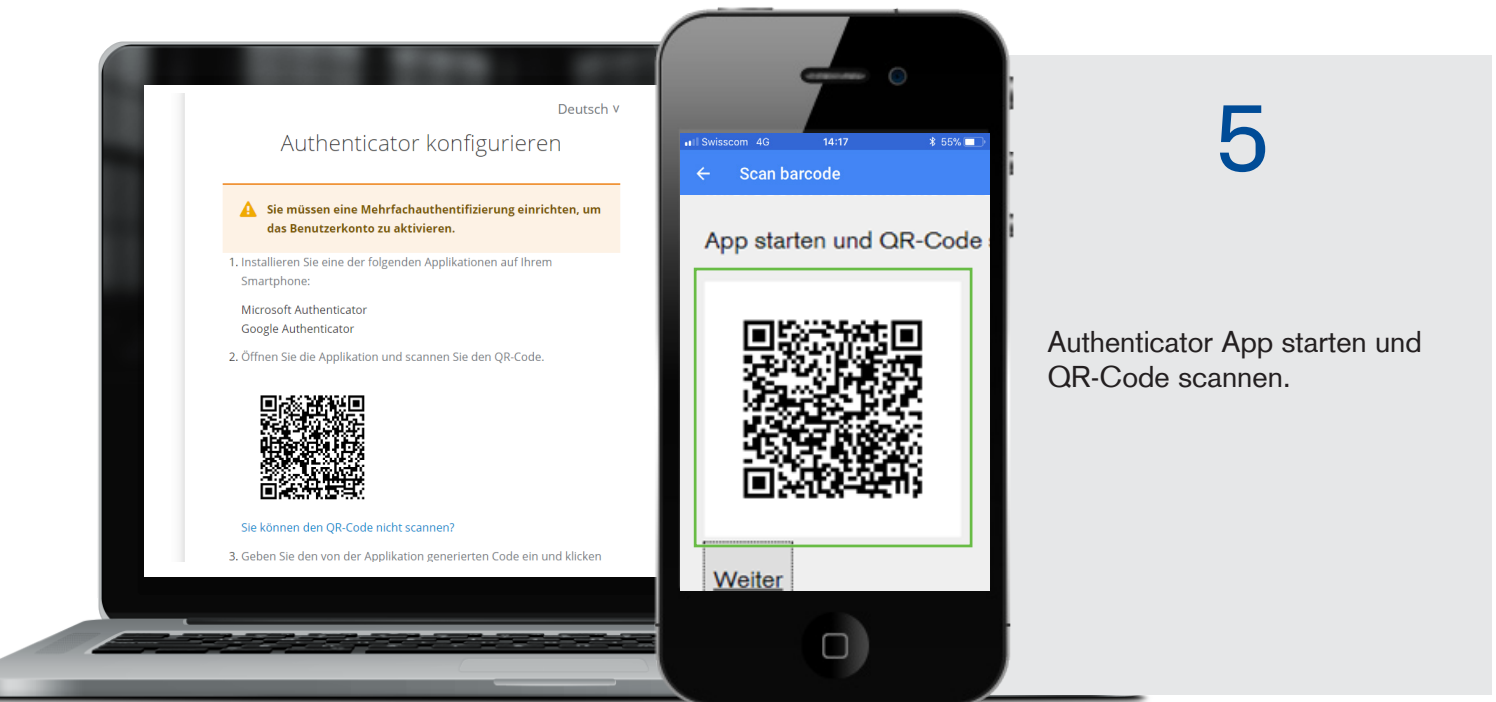 Deutsch ∨
Authenticator konfigurieren
Sie müssen eine Mehrfachauthentifizierung einrichten, um
das Benutzerkonto zu aktivieren.
1. Installieren Sie eine der folgenden Applikationen auf Ihrem
Smartphone:
Microsoft Authenticator
Google Authenticator
2. Öffnen Sie die Applikation und scannen Sie den QR-Code.
Sie können den QR-Code nicht scannen?
3. Geben Sie den von der Applikation generierten Code ein und klicken
Swisscom 4G 14:17 55%
← Scan barcode
App starten und QR-Code
Weiter
5
Authenticator App starten und
QR-Code scannen.